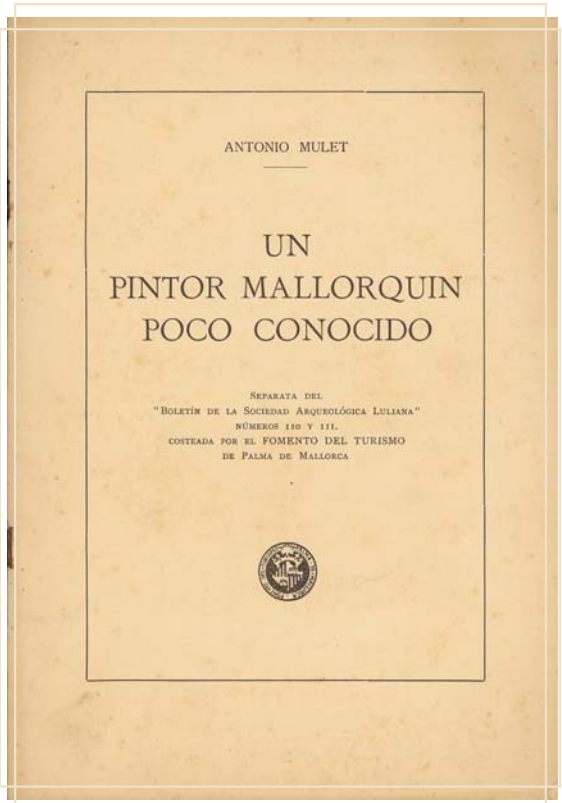 ANTONIO MULET
UN
PINTOR MALLORQUIN
POCO CONOCIDO
SEPARATA DEL
"BOLETÍN DE LA SOCIEDAD ARQUEOLÓGICA LULIANA"
NÚMEROS 110 Y 111,
COSTEADA POR EL FOMENTO DEL TURISMO
DE PALMA DE MALLORCA